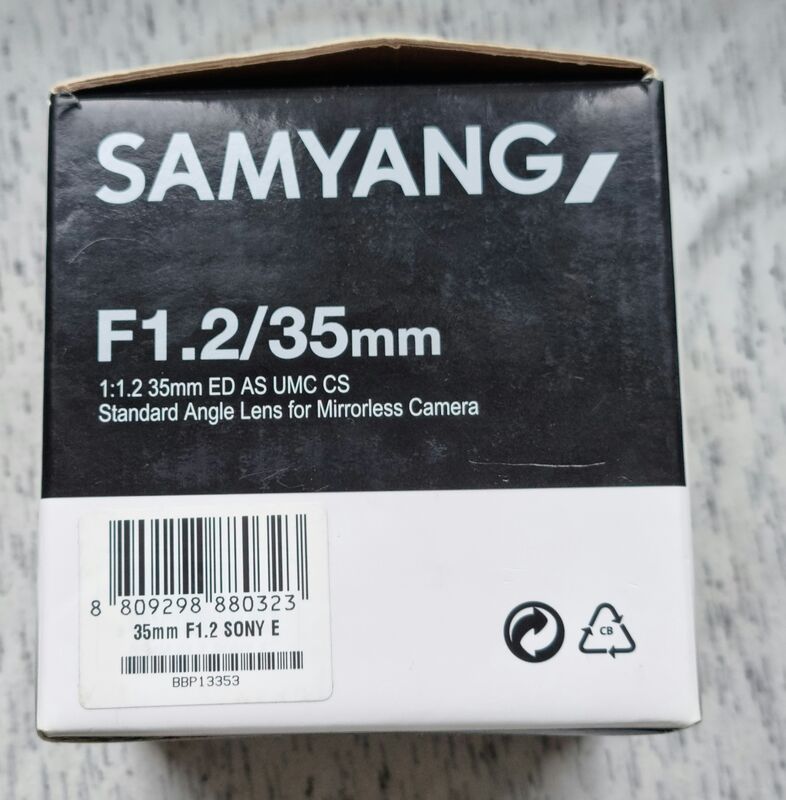 SAMYANG
F1.2/35mm
1:1.2 35mm ED AS UMC CS
Standard Angle Lens for Mirrorless Camera
8 809298 880323
35mm F1.2 SONY E
BBP13353
CB